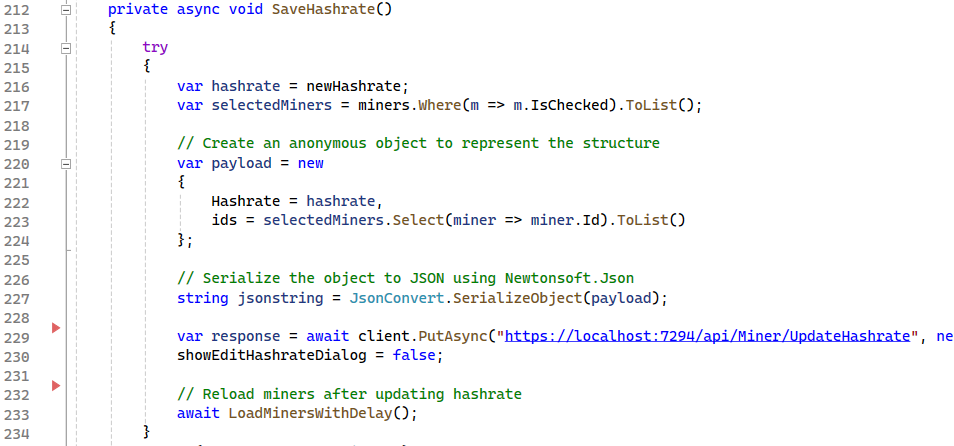 212 private async void SaveHashrate()
213 {
214 try
215 {
216 var hashrate = newHashrate;
217 var selectedMiners = miners.Where(m => m.IsChecked).ToList();
218
219 // Create an anonymous object to represent the structure
220 var payload = new
221 {
222 Hashrate = hashrate,
223 ids = selectedMiners.Select(miner => miner.Id).ToList()
224 };
225
226 // Serialize the object to JSON using Newtonsoft.Json
227 string jsonstring = JsonConvert.SerializeObject(payload);
228
229 var response = await client.PutAsync("https://localhost:7294/api/Miner/UpdateHashrate", ne
230 showEditHashrateDialog = false;
231
232 // Reload miners after updating hashrate
233 await LoadMinersWithDelay();
234 }